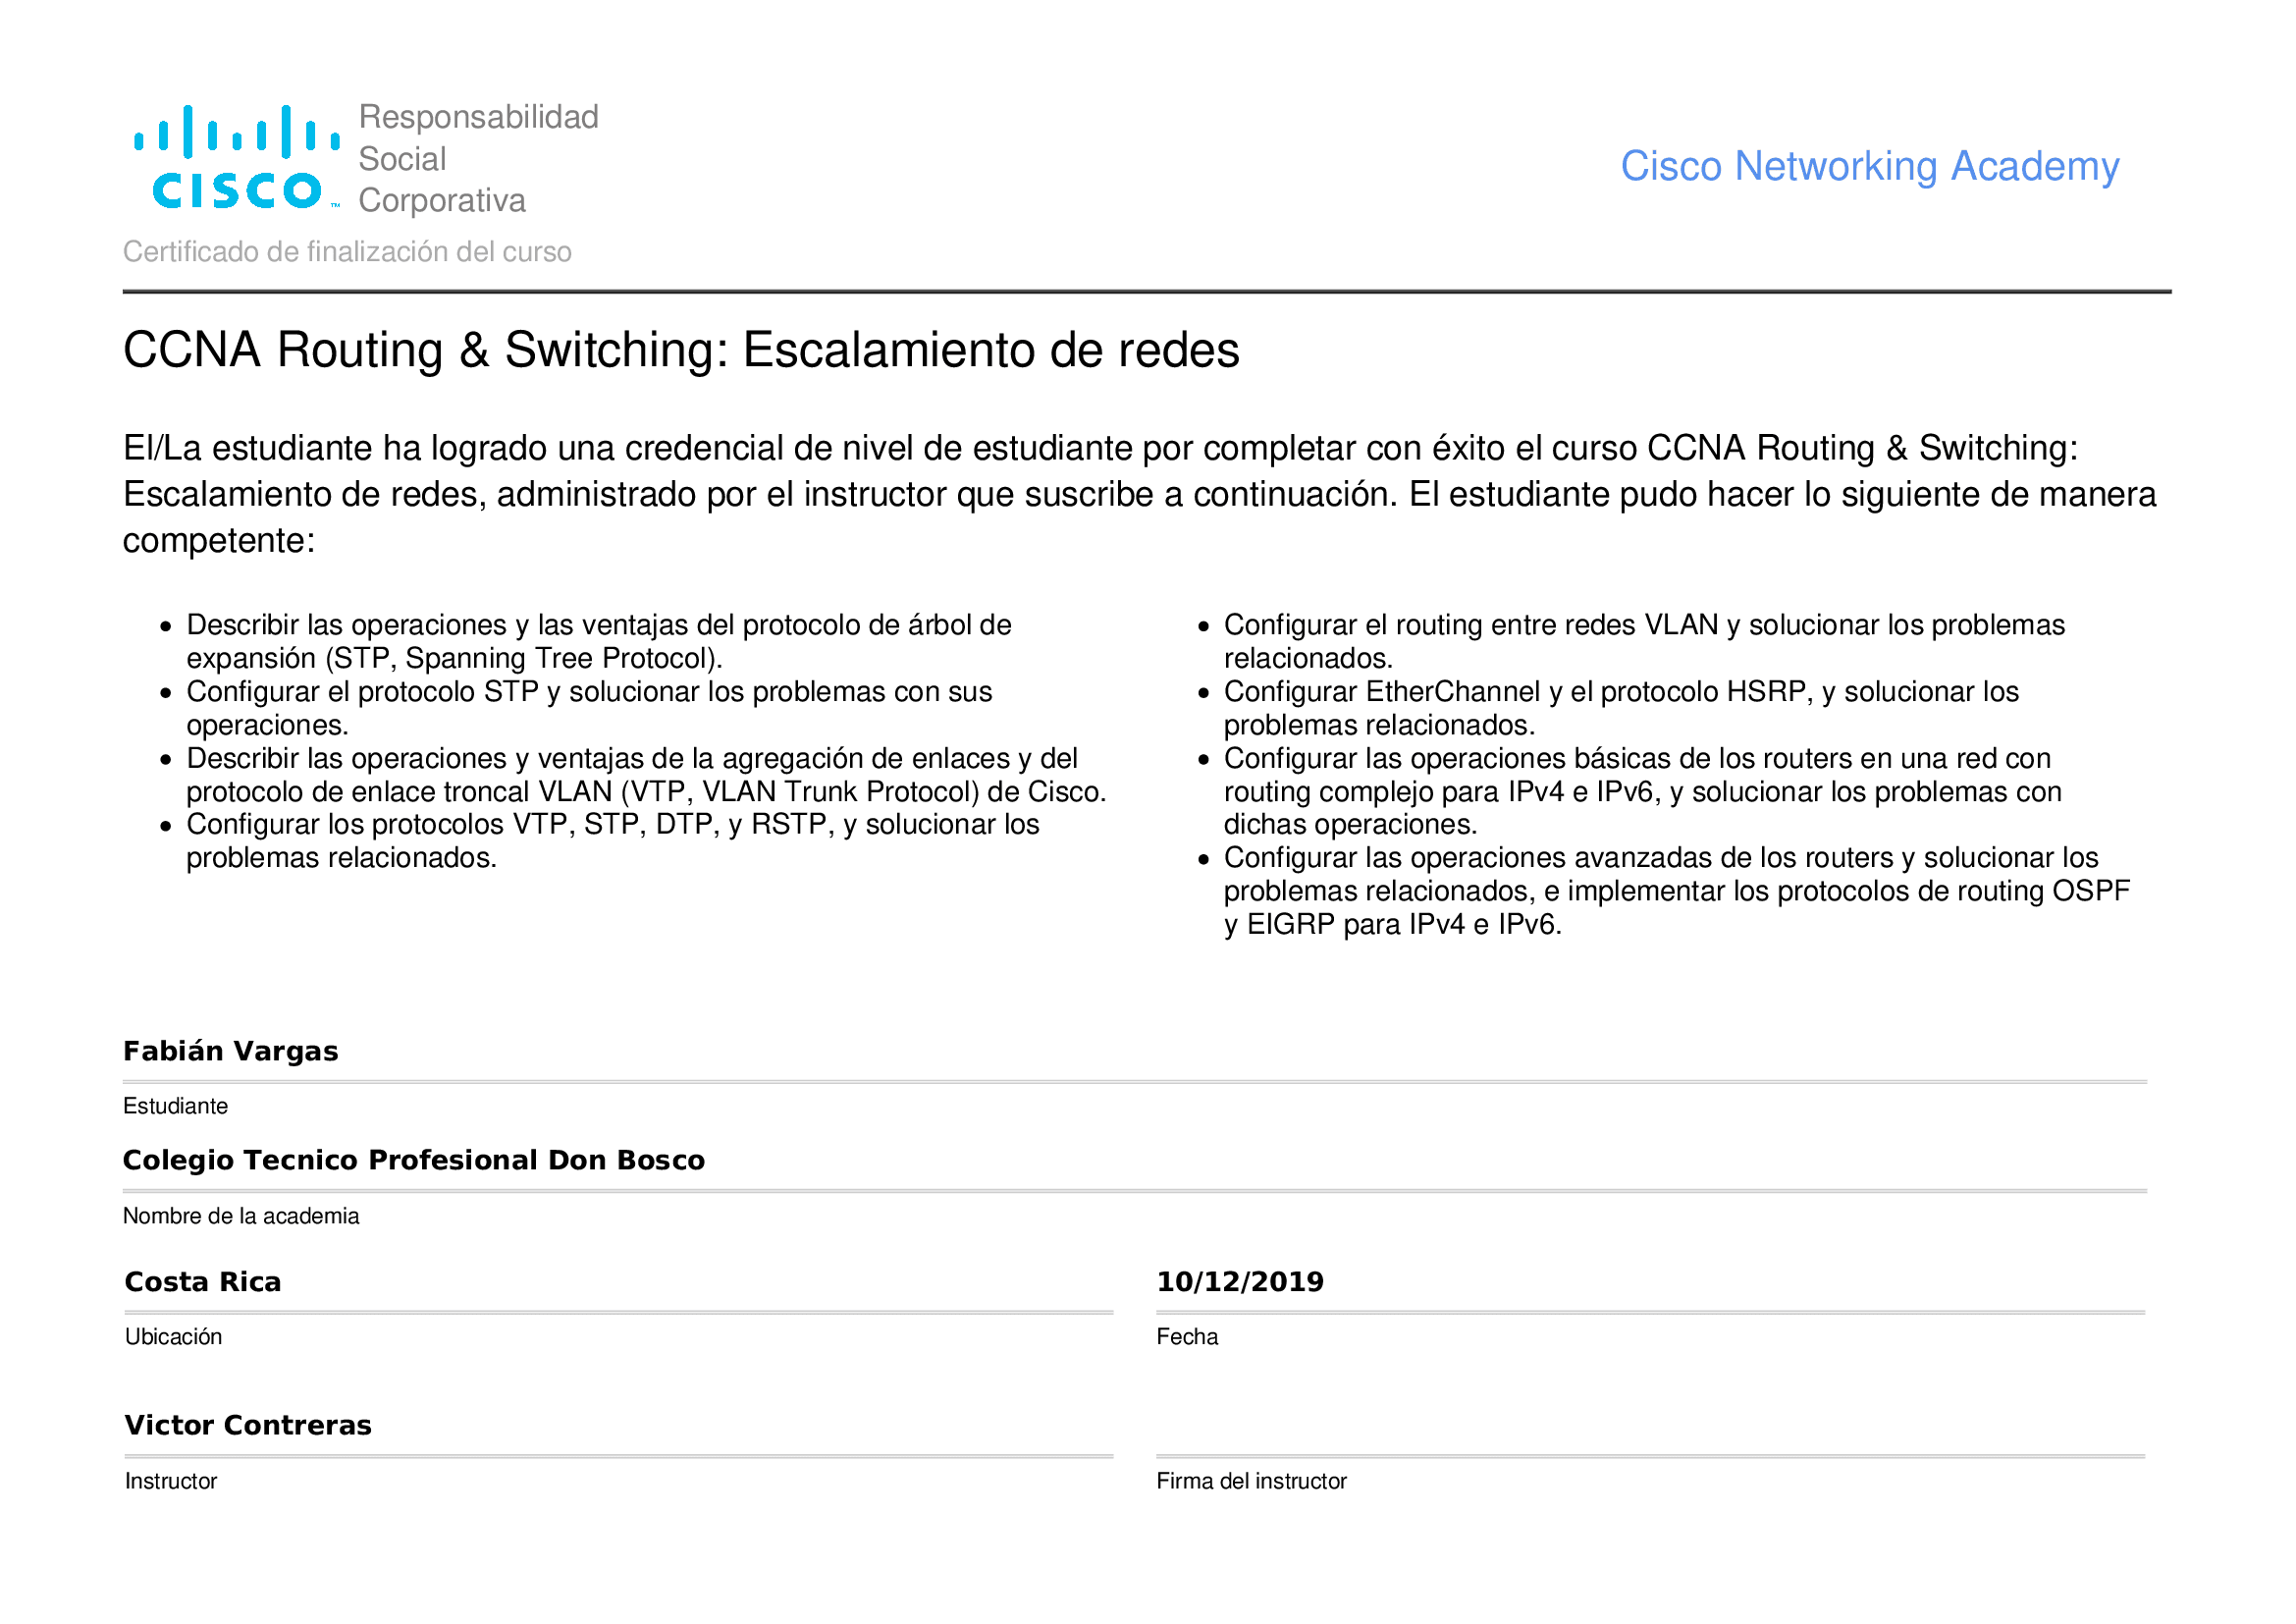 Responsabilidad
Social
Corporativa
CISCO™
Cisco Networking Academy
Certificado de finalización del curso
CCNA Routing & Switching: Escalamiento de redes
El/La estudiante ha logrado una credencial de nivel de estudiante por completar con éxito el curso CCNA Routing & Switching:
Escalamiento de redes, administrado por el instructor que suscribe a continuación. El estudiante pudo hacer lo siguiente de manera
competente:
• Describir las operaciones y las ventajas del protocolo de árbol de
expansión (STP, Spanning Tree Protocol).
• Configurar el protocolo STP y solucionar los problemas con sus
operaciones.
• Describir las operaciones y ventajas de la agregación de enlaces y del
protocolo de enlace troncal VLAN (VTP, VLAN Trunk Protocol) de Cisco.
• Configurar los protocolos VTP, STP, DTP, y RSTP, y solucionar los
problemas relacionados.
• Configurar el routing entre redes VLAN y solucionar los problemas
relacionados.
• Configurar EtherChannel y el protocolo HSRP, y solucionar los
problemas relacionados.
• Configurar las operaciones básicas de los routers en una red con
routing complejo para IPv4 e IPv6, y solucionar los problemas con
dichas operaciones.
• Configurar las operaciones avanzadas de los routers y solucionar los
problemas relacionados, e implementar los protocolos de routing OSPF
y EIGRP para IPv4 e IPv6.
Fabián Vargas
Estudiante
Colegio Tecnico Profesional Don Bosco
Nombre de la academia
Costa Rica
Ubicación
10/12/2019
Fecha
Victor Contreras
Instructor
Firma del instructor